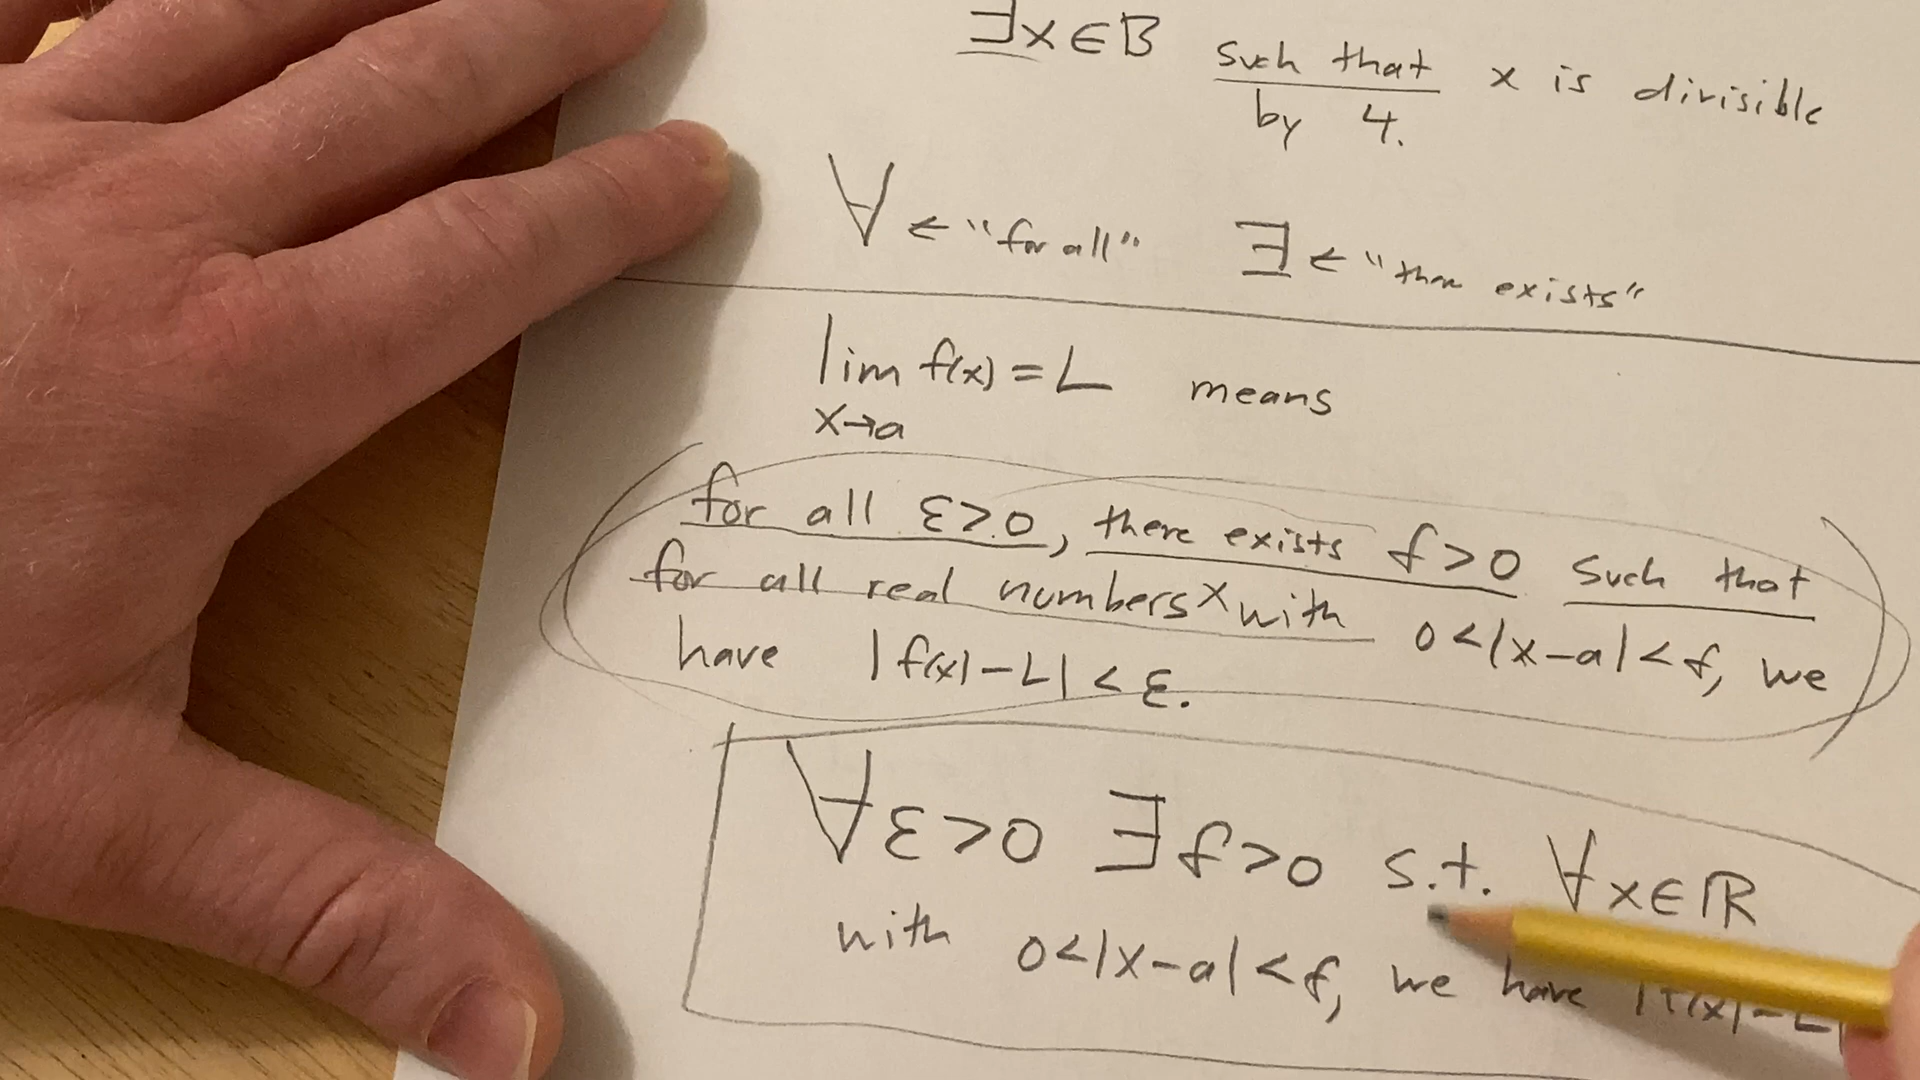 ∃x∈B such that x is divisible
by 4.
∀ ← "for all" ∃ ← "there exists"
lim f(x) = L means
x→a
for all ε>0, there exists f>0 such that
for all real numbers x with 0<|x-a|<f, we
have |f(x)-L|<ε.
∀ε>0 ∃f>0 s.t. ∀x∈ℝ
with 0<|x-a|<f, we have |f(x)-L|